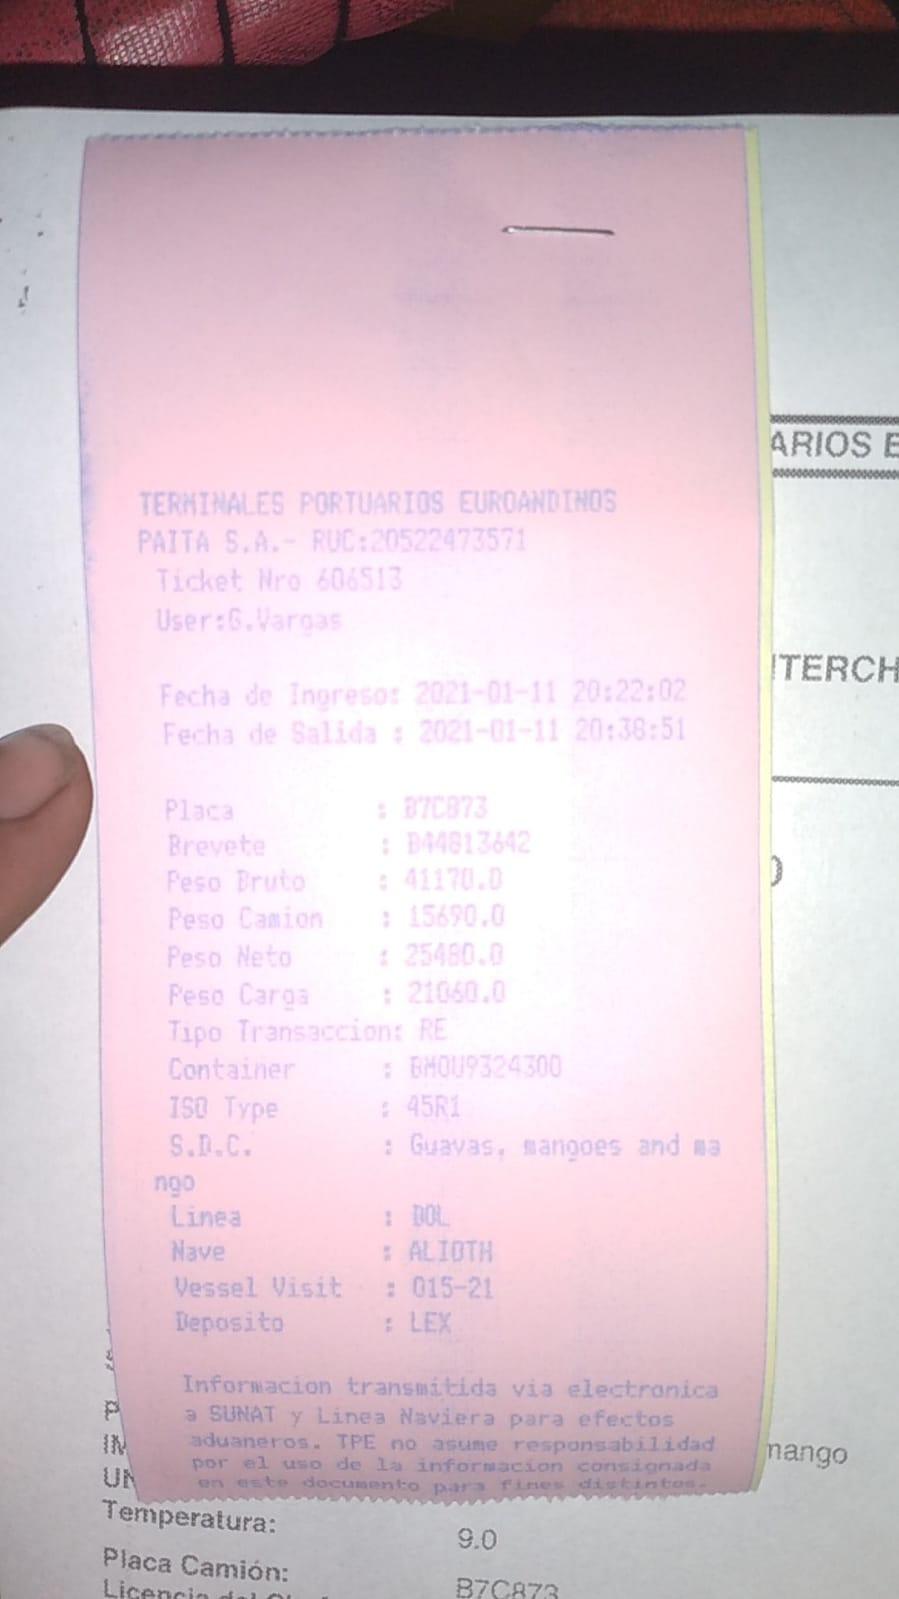 TERMINALES PORTUARIOS EUROANDINOS
PAITA S.A.- RUC:20522473571
Ticket Nro 606513
User:G.Vargas
Fecha de Ingreso: 2021-01-11 20:22:02
Fecha de Salida : 2021-01-11 20:38:51
Placa : B7C873
Brevete : B44813642
Peso Bruto : 41170.0
Peso Camion : 15690.0
Peso Neto : 25480.0
Peso Carga : 21060.0
Tipo Transaccion: RE
Container : BMOU9324300
ISO Type : 45R1
S.D.C. : Guavas, mangoes and ma
ngo
Linea : DOL
Nave : ALIOTH
Vessel Visit : 015-21
Deposito : LEX
Informacion transmitida via electronica
a SUNAT y Linea Naviera para efectos
aduaneros. TPE no asume responsabilidad
por el uso de la informacion consignada
en este documento para fines distintos.
ARIOS E
TERCH
mango
Temperatura: 9.0
Placa Camión: B7C873